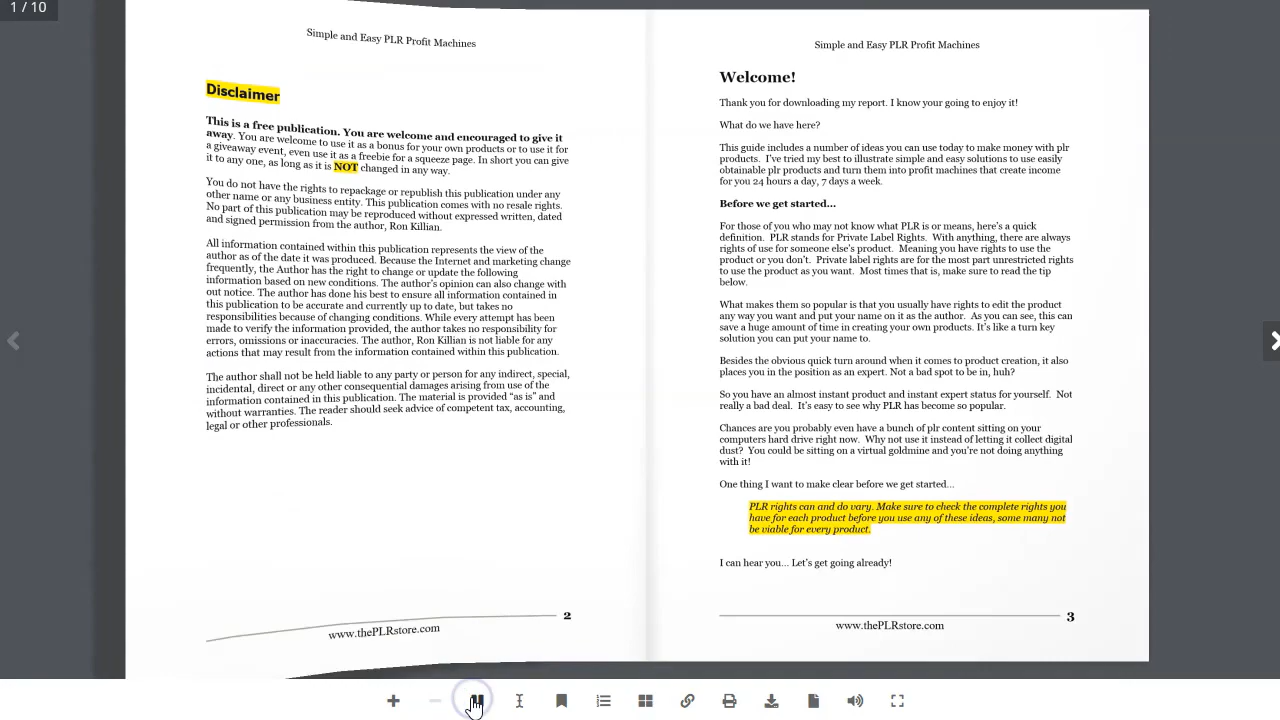 1 / 10
Simple and Easy PLR Profit Machines
Disclaimer
This is a free publication. You are welcome and encouraged to give it
away. You are welcome to use it as a bonus for your own products or to use it for
a giveaway event, even use it as a freebie for a squeeze page. In short you can give
it to any one, as long as it is NOT changed in any way.
You do not have the rights to repackage or republish this publication under any
other name or any business entity. This publication comes with no resale rights.
No part of this publication may be reproduced without expressed written, dated
and signed permission from the author, Ron Killian.
All information contained within this publication represents the view of the
author as of the date it was produced. Because the Internet and marketing change
frequently, the Author has the right to change or update the following
information based on new conditions. The author's opinion can also change with
out notice. The author has done his best to ensure all information contained in
this publication to be accurate and currently up to date, but takes no
responsibilities because of changing conditions. While every attempt has been
made to verify the information provided, the author takes no responsibility for
errors, omissions or inaccuracies. The author, Ron Killian is not liable for any
actions that may result from the information contained within this publication.
The author shall not be held liable to any party or person for any indirect, special,
incidental, direct or any other consequential damages arising from use of the
information contained in this publication. The material is provided “as is” and
without warranties. The reader should seek advice of competent tax, accounting,
legal or other professionals.
2
www.thePLRstore.com
Simple and Easy PLR Profit Machines
Welcome!
Thank you for downloading my report. I know your going to enjoy it!
What do we have here?
This guide includes a number of ideas you can use today to make money with plr
products.  I've tried my best to illustrate simple and easy solutions to use easily
obtainable plr products and turn them into profit machines that create income
for you 24 hours a day, 7 days a week.
Before we get started...
For those of you who may not know what PLR is or means, here's a quick
definition.  PLR stands for Private Label Rights.  With anything, there are always
rights of use for someone else's product.  Meaning you have rights to use the
product or you don't.  Private label rights are for the most part unrestricted rights
to use the product as you want.  Most times that is, make sure to read the tip
below.
What makes them so popular is that you usually have rights to edit the product
any way you want and put your name on it as the author.  As you can see, this can
save a huge amount of time in creating your own products. It's like a turn key
solution you can put your name to.
Besides the obvious quick turn around when it comes to product creation, it also
places you in the position as an expert. Not a bad spot to be in, huh?
So you have an almost instant product and instant expert status for yourself.  Not
really a bad deal.  It's easy to see why PLR has become so popular.
Chances are you probably even have a bunch of plr content sitting on your
computers hard drive right now.  Why not use it instead of letting it collect digital
dust?  You could be sitting on a virtual goldmine and you're not doing anything
with it!
One thing I want to make clear before we get started...
PLR rights can and do vary. Make sure to check the complete rights you
have for each product before you use any of these ideas, some many not
be viable for every product.
I can hear you... Let's get going already!
3
www.thePLRstore.com